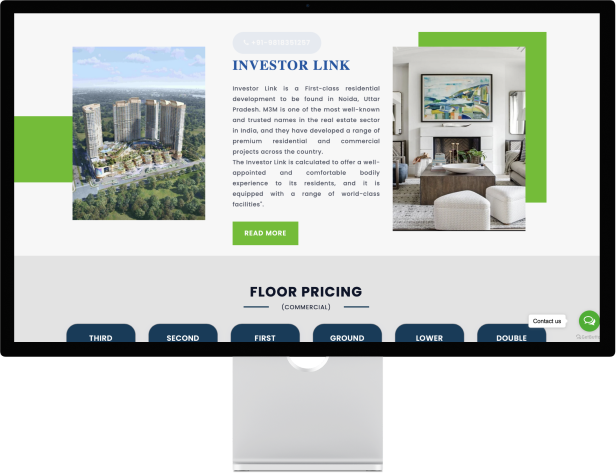 INVESTOR LINK
Investor Link is a First-class residential
development to be found in Noida, Uttar
Pradesh. M3M is one of the most well-known
and trusted names in the real estate sector
in India, and they have developed a range of
premium residential and commercial
projects across the country.
The Investor Link is calculated to offer a well-
appointed and comfortable bodily
experience to its residents, and it is
equipped with a range of world-class
facilities".
READ MORE
FLOOR PRICING
(COMMERCIAL)
Contact us
THIRD SECOND FIRST GROUND LOWER DOUBLE